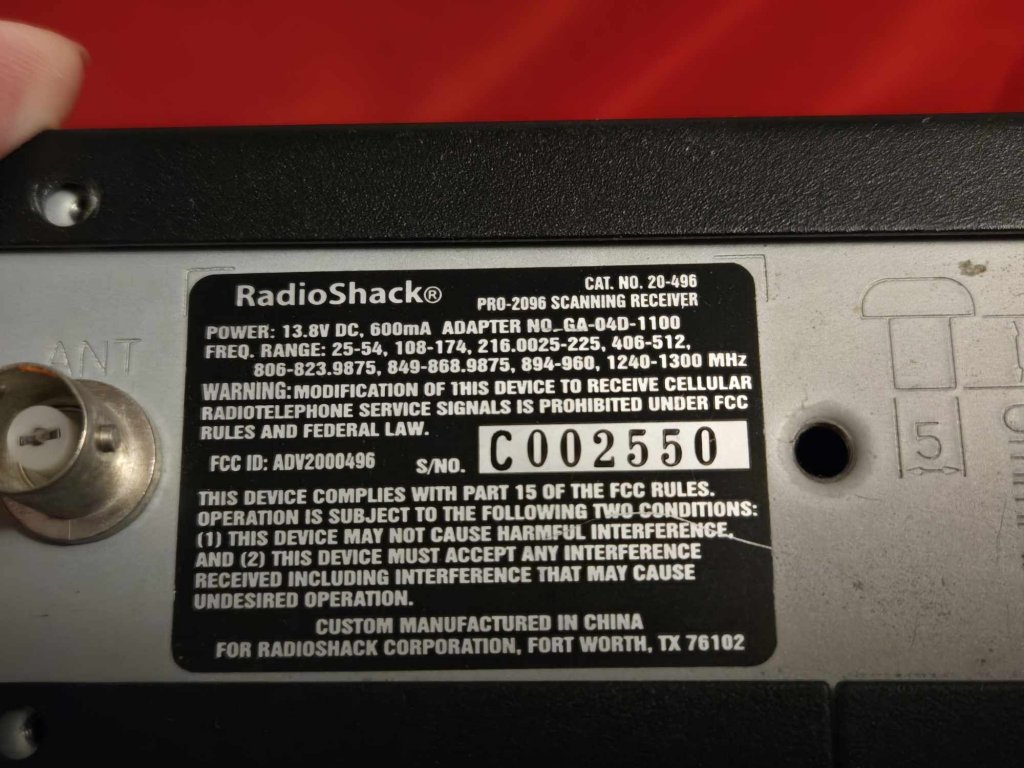 RadioShack®
CAT. NO. 20-496
PRO-2096 SCANNING RECEIVER
POWER: 13.8V DC, 600mA ADAPTER NO. GA-04D-1100
FREQ. RANGE: 25-54, 108-174, 216.0025-225, 406-512,
806-823.9875, 849-868.9875, 894-960, 1240-1300 MHz
WARNING: MODIFICATION OF THIS DEVICE TO RECEIVE CELLULAR
RADIOTELEPHONE SERVICE SIGNALS IS PROHIBITED UNDER FCC
RULES AND FEDERAL LAW.
FCC ID: ADV2000496
S/NO. C002550
THIS DEVICE COMPLIES WITH PART 15 OF THE FCC RULES.
OPERATION IS SUBJECT TO THE FOLLOWING TWO CONDITIONS:
(1) THIS DEVICE MAY NOT CAUSE HARMFUL INTERFERENCE,
AND (2) THIS DEVICE MUST ACCEPT ANY INTERFERENCE
RECEIVED INCLUDING INTERFERENCE THAT MAY CAUSE
UNDESIRED OPERATION.
CUSTOM MANUFACTURED IN CHINA
FOR RADIOSHACK CORPORATION, FORT WORTH, TX 76102
ANT
5